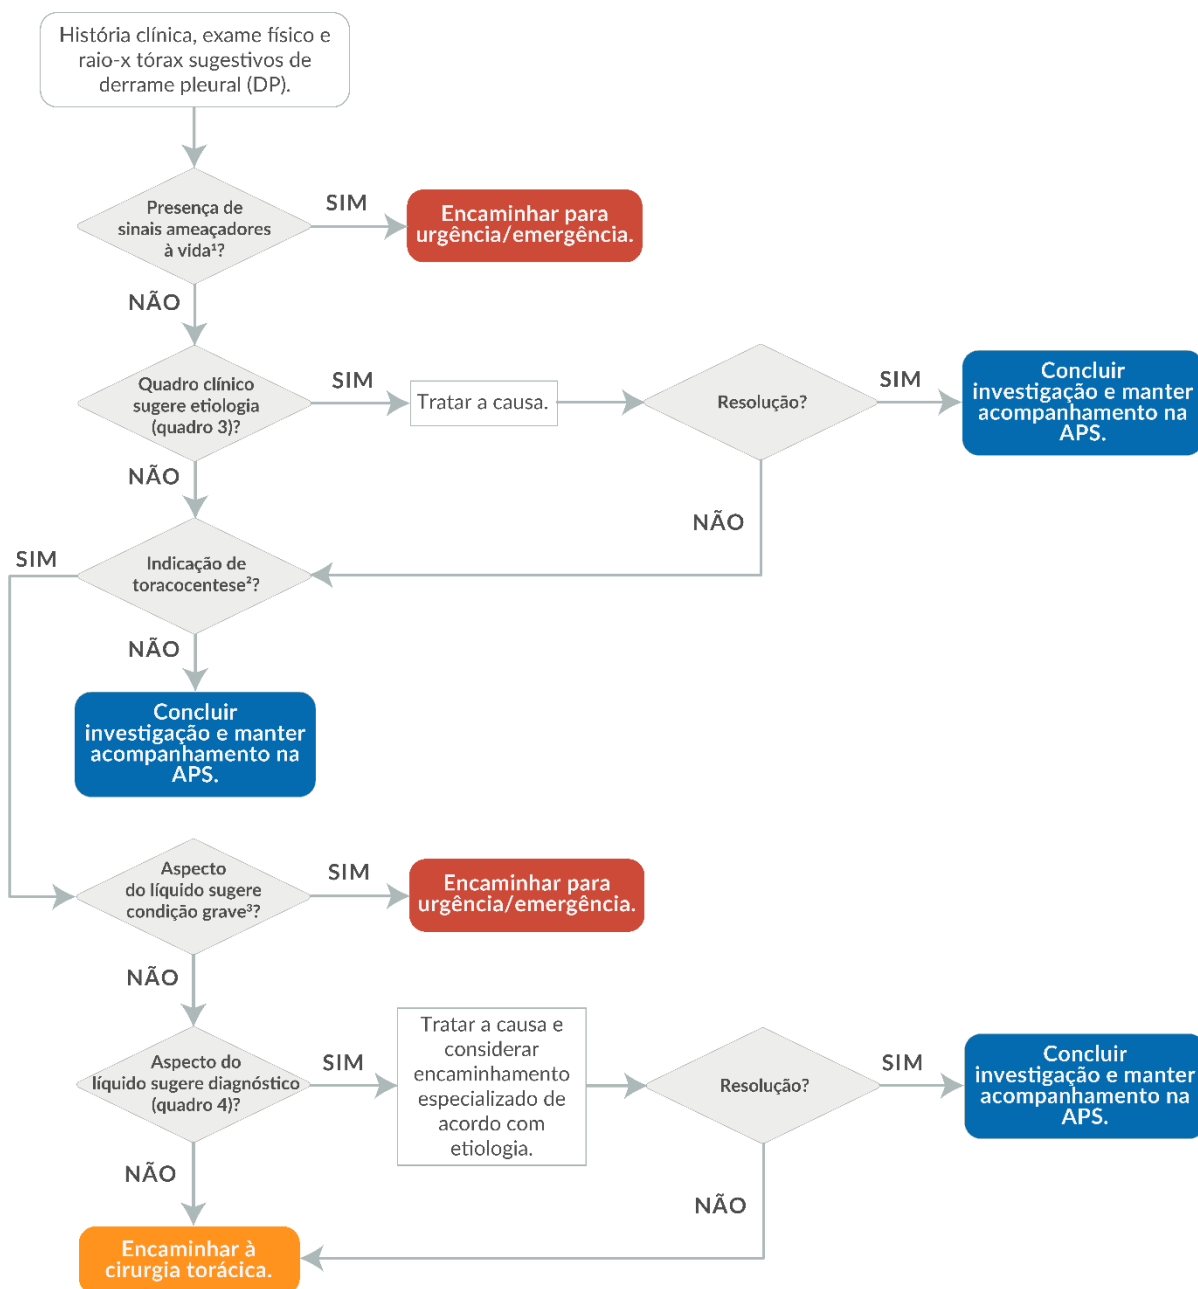 História clínica, exame físico e
raio-x tórax sugestivos de
derrame pleural (DP).
Presença de
sinais ameaçadores
à vida¹?
SIM
Encaminhar para
urgência/emergência.
NÃO
Quadro clínico
sugere etiologia
(quadro 3)?
SIM
Tratar a causa.
Resolução?
SIM
Concluir
investigação e manter
acompanhamento na
APS.
NÃO
NÃO
SIM
Indicação de
toracocentese²?
NÃO
Concluir
investigação e manter
acompanhamento na
APS.
Aspecto
do líquido sugere
condição grave³?
SIM
Encaminhar para
urgência/emergência.
NÃO
Aspecto do
líquido sugere diagnóstico
(quadro 4)?
SIM
Tratar a causa e
considerar
encaminhamento
especializado de
acordo com
etiologia.
Resolução?
SIM
Concluir
investigação e manter
acompanhamento na
APS.
NÃO
NÃO
Encaminhar à
cirurgia torácica.